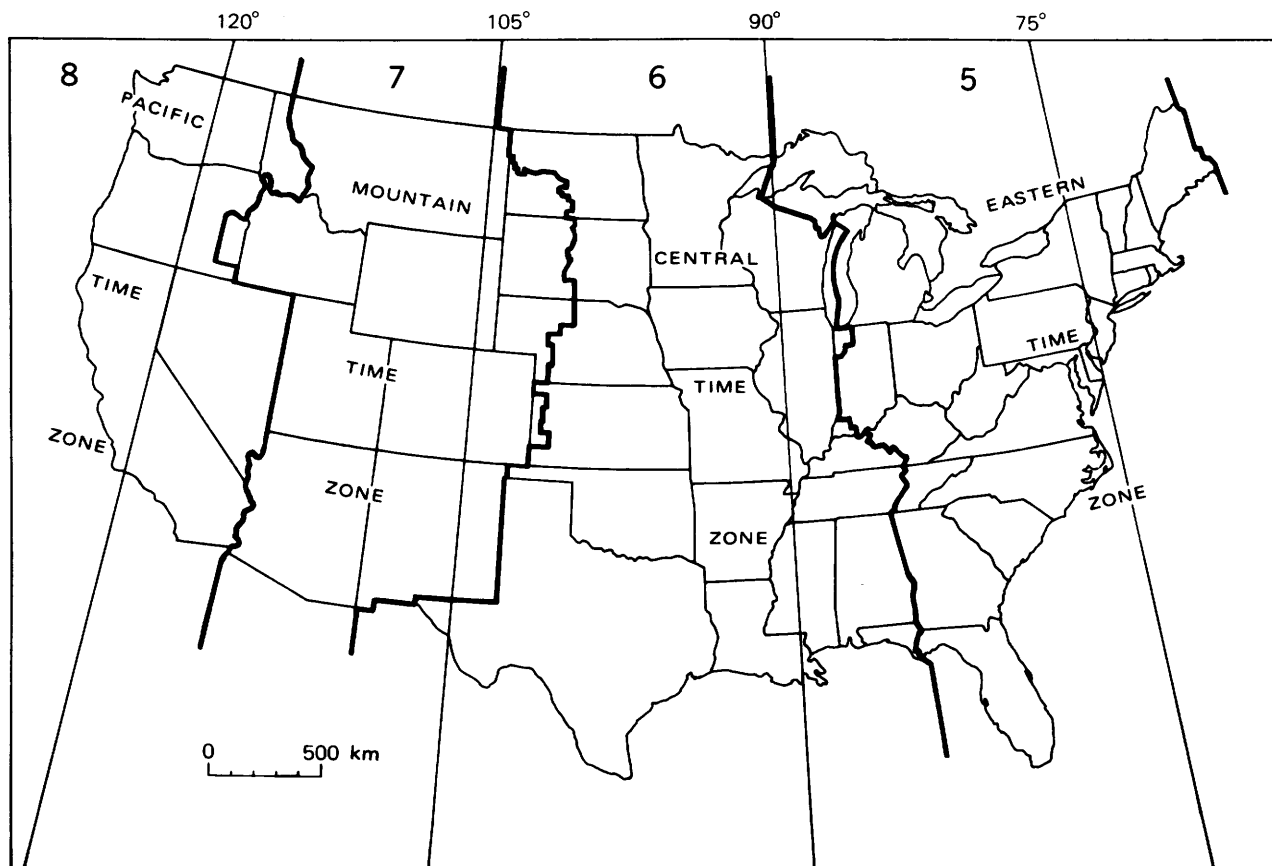 120° 105° 90° 75°
8 7 6 5
PACIFIC
MOUNTAIN
EASTERN
CENTRAL
TIME
TIME
TIME
TIME
ZONE
ZONE
ZONE
ZONE
0 500 km